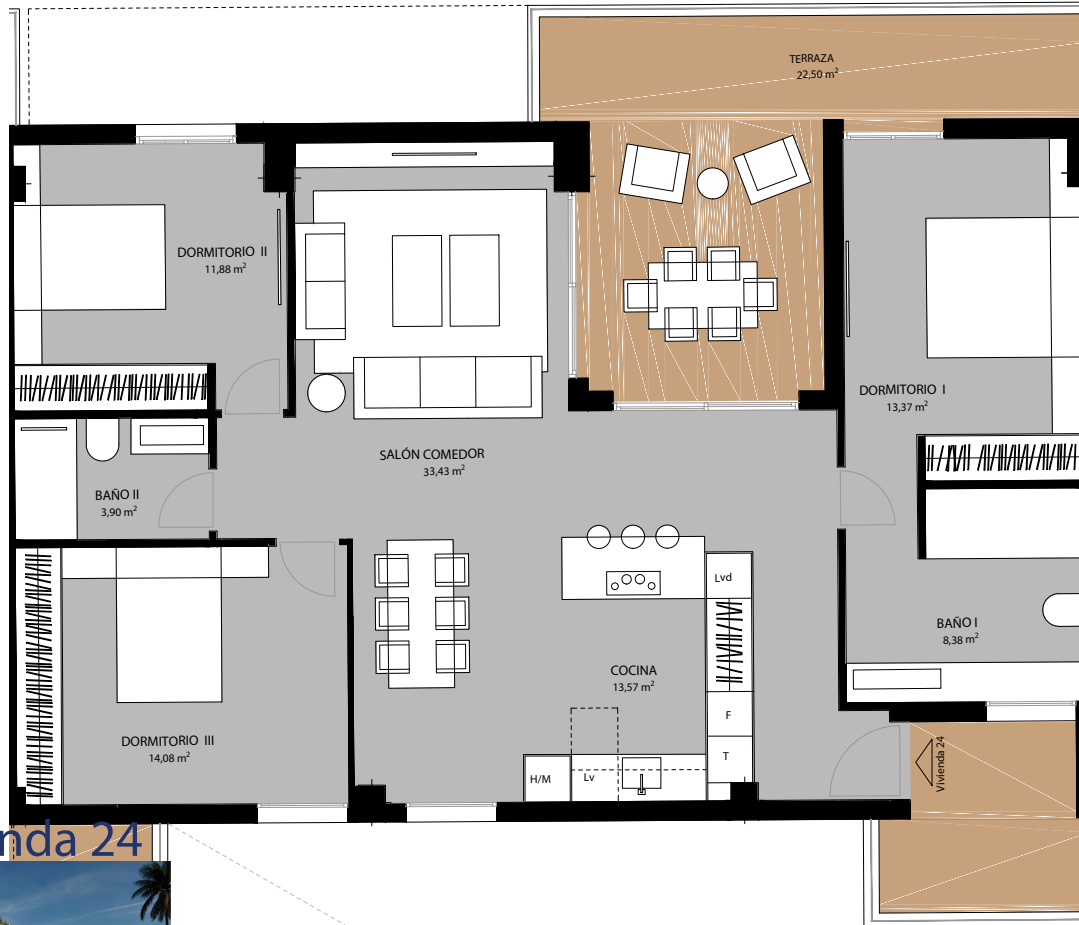 TERRAZA
22,50 m²
DORMITORIO II
11,88 m²
DORMITORIO I
13,37 m²
SALÓN COMEDOR
33,43 m²
BAÑO II
3,90 m²
Lvd
BAÑO I
8,38 m²
COCINA
13,57 m²
F
DORMITORIO III
14,08 m²
T
H/M
Lv
Vivienda 24
nda 24